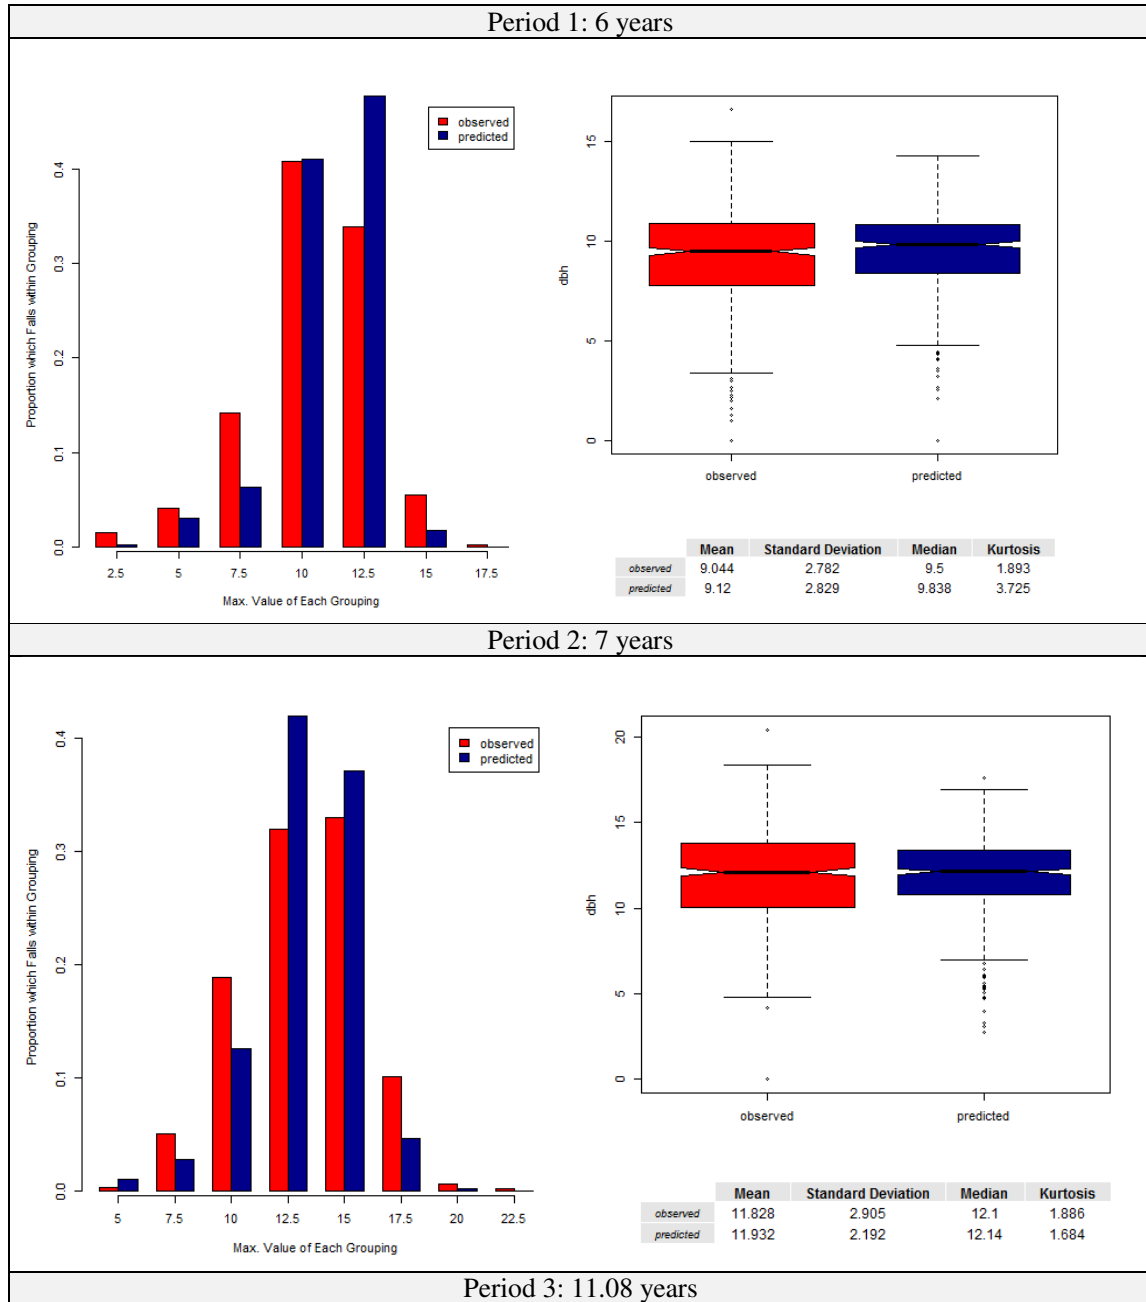 Period 1: 6 years
observed
predicted
Proportion which Falls within Grouping
0.0 0.1 0.2 0.3 0.4
2.5 5 7.5 10 12.5 15 17.5
Max. Value of Each Grouping
dbh
0 5 10 15
observed predicted
Mean Standard Deviation Median Kurtosis
observed 9.044 2.782 9.5 1.893
predicted 9.12 2.829 9.838 3.725
Period 2: 7 years
observed
predicted
Proportion which Falls within Grouping
0.0 0.1 0.2 0.3 0.4
5 7.5 10 12.5 15 17.5 20 22.5
Max. Value of Each Grouping
dbh
0 5 10 15 20
observed predicted
Mean Standard Deviation Median Kurtosis
observed 11.828 2.905 12.1 1.886
predicted 11.932 2.192 12.14 1.684
Period 3: 11.08 years